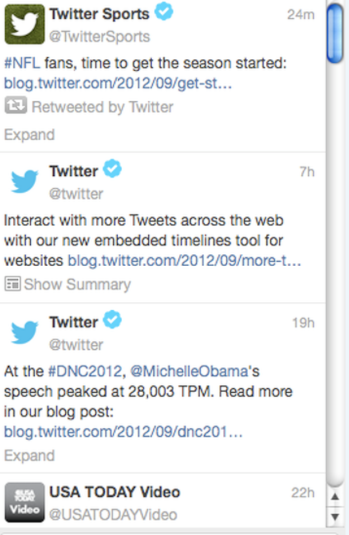 Twitter Sports
24m
@TwitterSports
#NFL fans, time to get the season started:
blog.twitter.com/2012/09/get-st…
Retweeted by Twitter
Expand
Twitter
7h
@twitter
Interact with more Tweets across the web
with our new embedded timelines tool for
websites blog.twitter.com/2012/09/more-t…
Show Summary
Twitter
19h
@twitter
At the #DNC2012, @MichelleObama's
speech peaked at 28,003 TPM. Read more
in our blog post:
blog.twitter.com/2012/09/dnc201…
Expand
USA TODAY Video
22h
USA
TODAY
Video
@USATODAYVideo